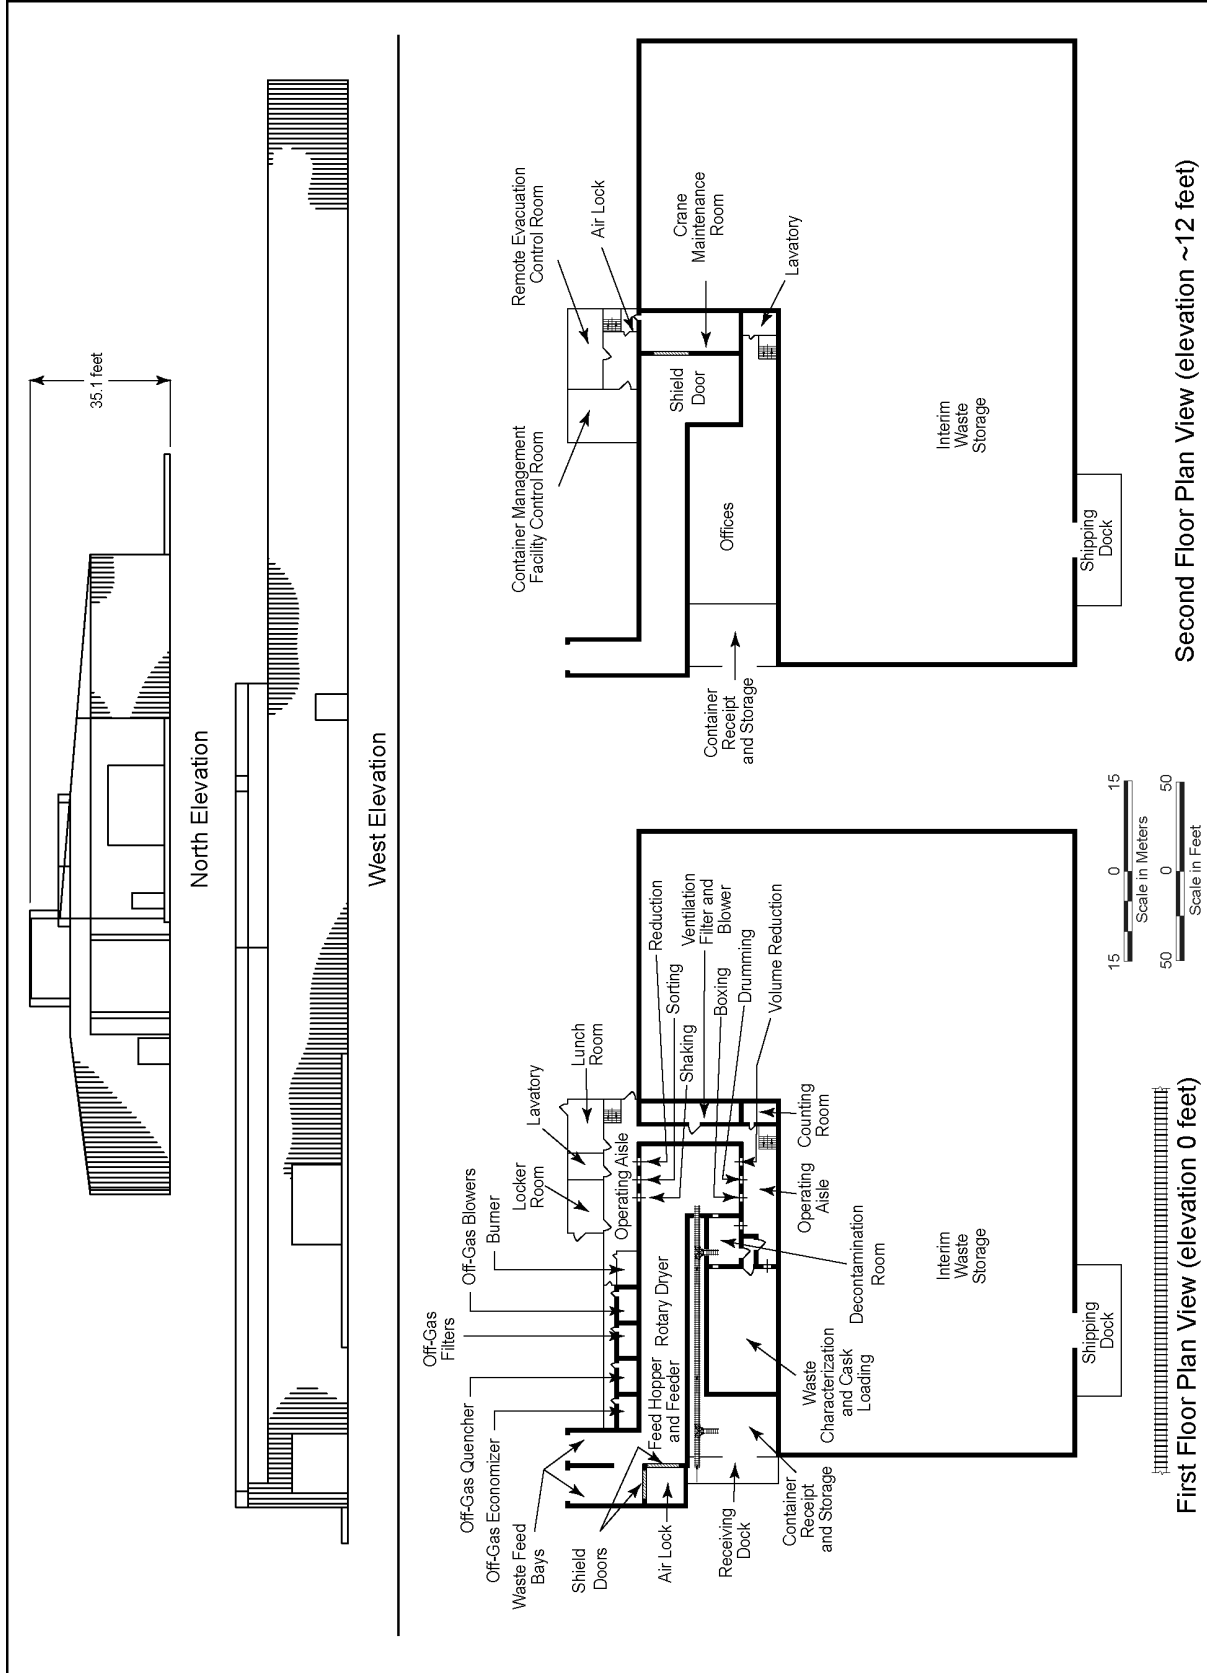 35.1 feet
North Elevation
West Elevation
Off-Gas Quencher
Off-Gas Economizer
Waste Feed
Bays
Shield
Doors
Air Lock
Receiving
Dock
Container
Receipt
and Storage
Off-Gas
Filters
Off-Gas Blowers
Burner
Locker
Room
Lavatory
Lunch
Room
Operating Aisle
Feed Hopper
and Feeder
Rotary Dryer
Reduction
Sorting
Shaking
Ventilation
Filter and
Blower
Boxing
Drumming
Volume Reduction
Counting
Room
Operating
Aisle
Decontamination
Room
Waste
Characterization
and Cask
Loading
Interim
Waste
Storage
Shipping
Dock
First Floor Plan View (elevation 0 feet)
15
0
15
Scale in Meters
50
0
50
Scale in Feet
Container Management
Facility Control Room
Remote Evacuation
Control Room
Air Lock
Crane
Maintenance
Room
Lavatory
Shield
Door
Offices
Container
Receipt
and Storage
Interim
Waste
Storage
Shipping
Dock
Second Floor Plan View (elevation ~12 feet)